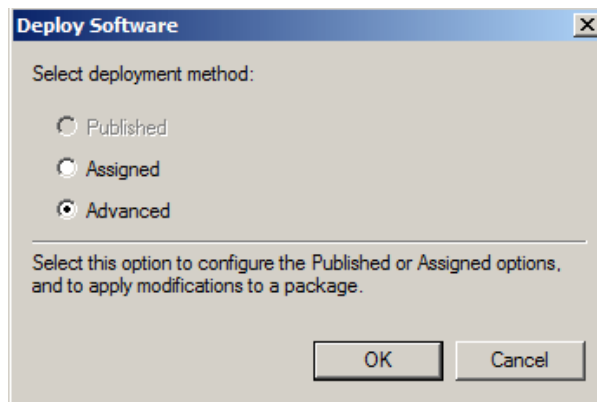 Deploy Software
Select deployment method:
Published
Assigned
Advanced
Select this option to configure the Published or Assigned options,
and to apply modifications to a package.
OK
Cancel